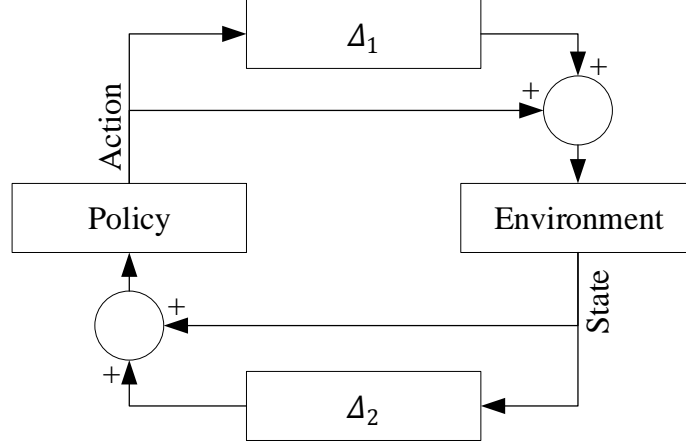 Δ₁
+
+
Action
Policy
Environment
+
State
+
Δ₂